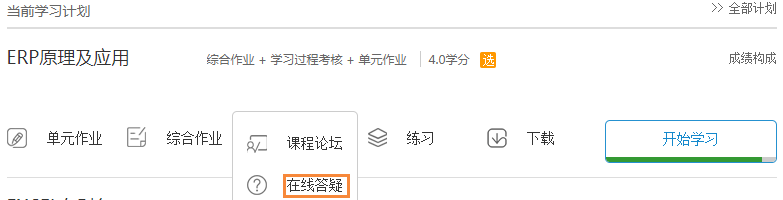 当前学习计划
>> 全部计划
ERP原理及应用
综合作业 + 学习过程考核 + 单元作业 | 4.0学分 选
成绩构成
单元作业
综合作业
课程论坛
练习
下载
开始学习
在线答疑